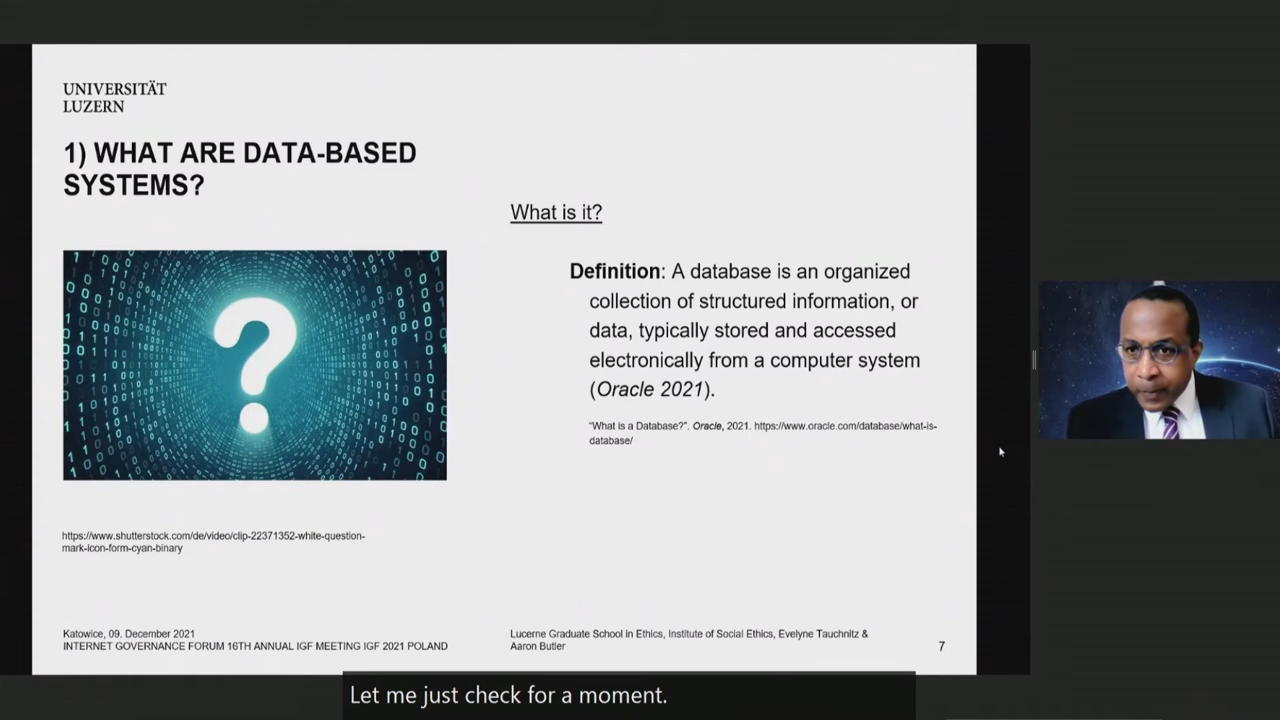 UNIVERSITÄT
LUZERN
1) WHAT ARE DATA-BASED
SYSTEMS?
What is it?
Definition: A database is an organized
collection of structured information, or
data, typically stored and accessed
electronically from a computer system
(Oracle 2021).
"What is a Database?". Oracle, 2021. https://www.oracle.com/database/what-is-
database/
?
https://www.shutterstock.com/de/video/clip-22371352-white-question-
mark-icon-form-cyan-binary
Katowice, 09. December 2021
INTERNET GOVERNANCE FORUM 16TH ANNUAL IGF MEETING IGF 2021 POLAND
Lucerne Graduate School in Ethics, Institute of Social Ethics, Evelyne Tauchnitz &
Aaron Butler
7
Let me just check for a moment.